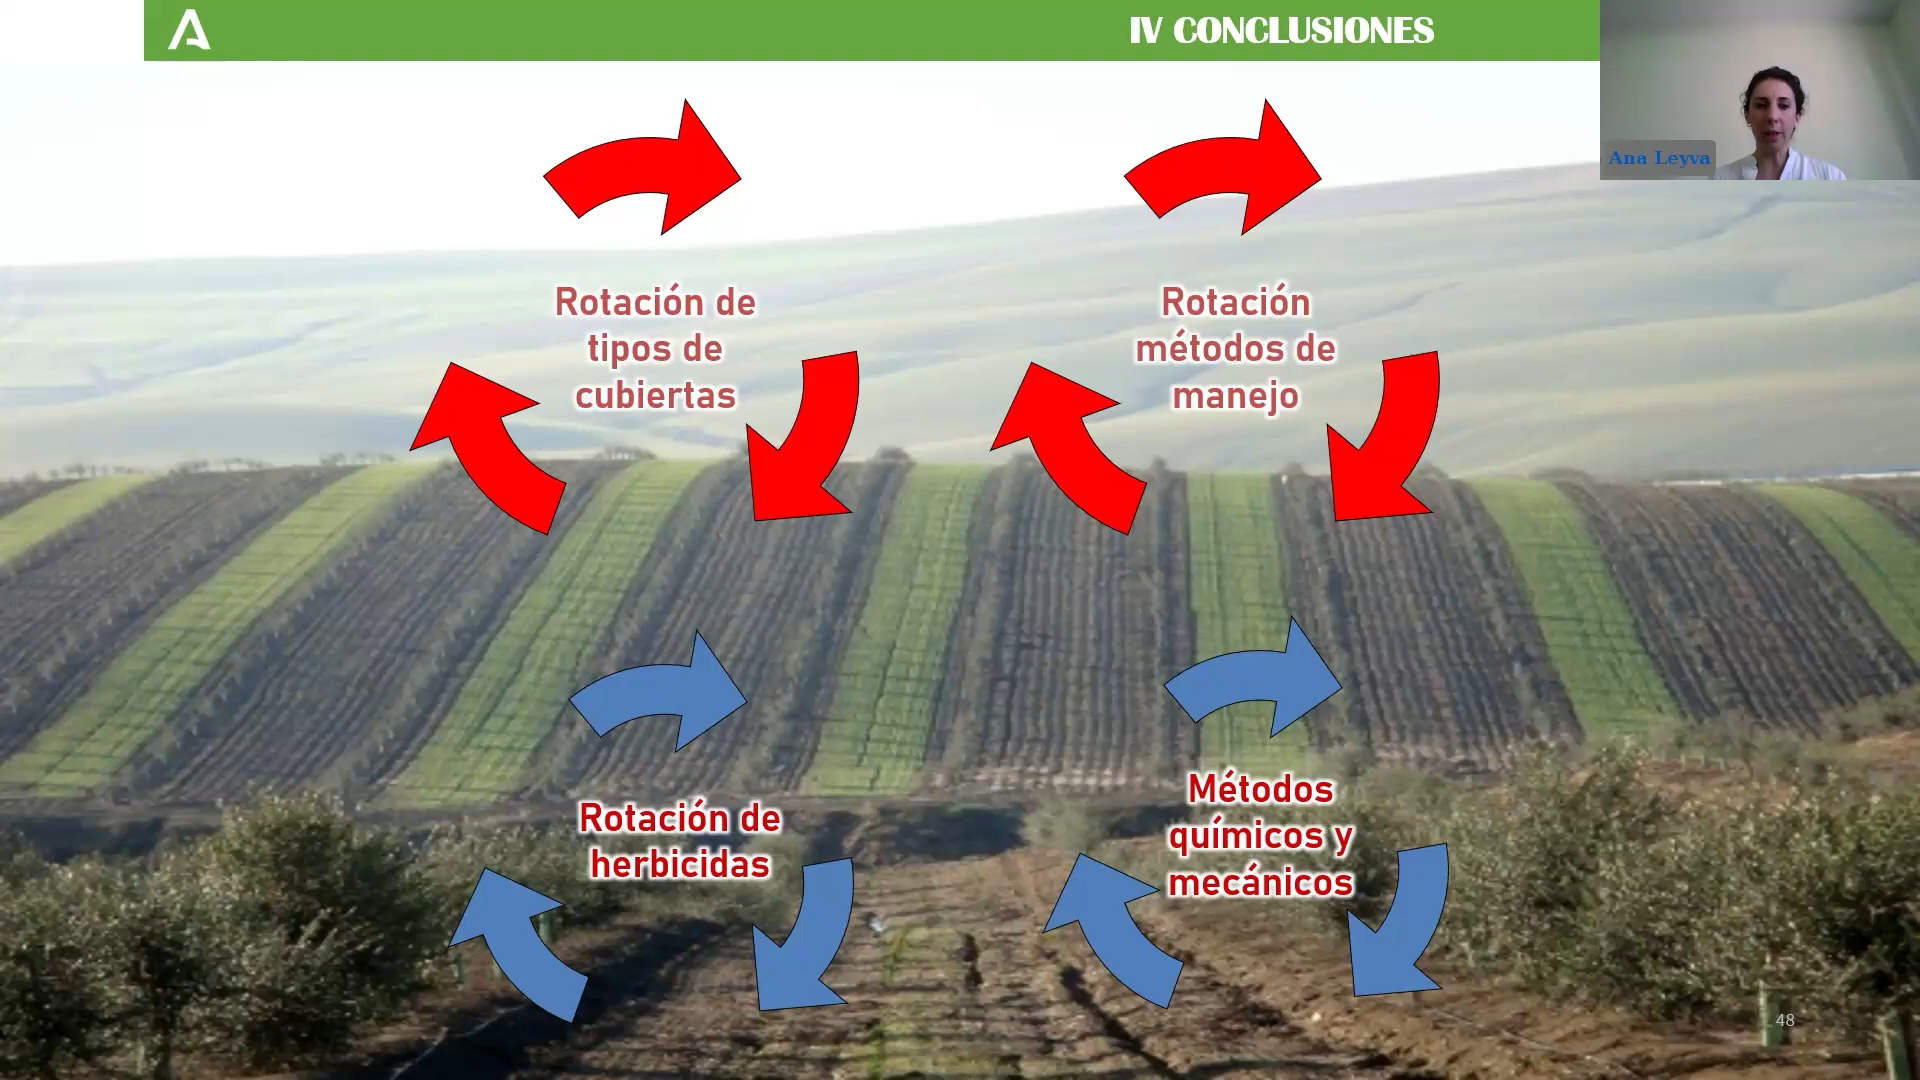 IV CONCLUSIONES
Ana Leyva
Rotación de
tipos de
cubiertas
Rotación
métodos de
manejo
Rotación de
herbicidas
Métodos
químicos y
mecánicos
48